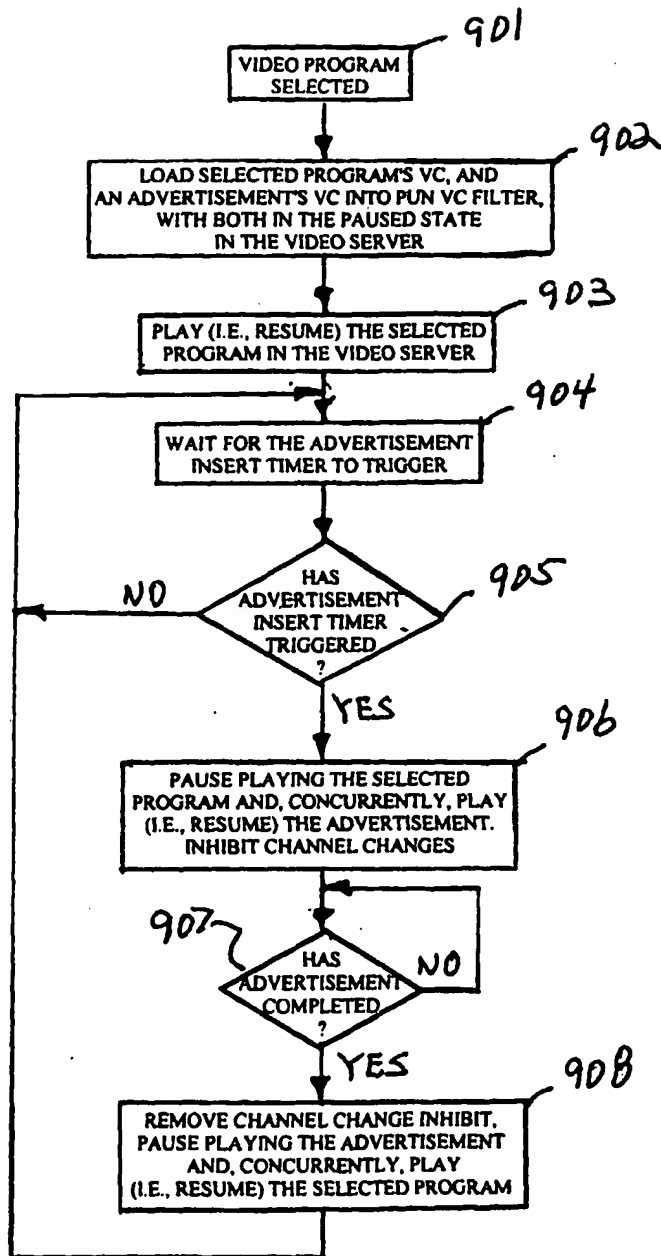 901
VIDEO PROGRAM
SELECTED
902
LOAD SELECTED PROGRAM'S VC, AND
AN ADVERTISEMENT'S VC INTO PUN VC FILTER,
WITH BOTH IN THE PAUSED STATE
IN THE VIDEO SERVER
903
PLAY (I.E., RESUME) THE SELECTED
PROGRAM IN THE VIDEO SERVER
904
WAIT FOR THE ADVERTISEMENT
INSERT TIMER TO TRIGGER
905
HAS
ADVERTISEMENT
INSERT TIMER
TRIGGERED
?
NO
YES
906
PAUSE PLAYING THE SELECTED
PROGRAM AND, CONCURRENTLY, PLAY
(I.E., RESUME) THE ADVERTISEMENT.
INHIBIT CHANNEL CHANGES
907
HAS
ADVERTISEMENT
COMPLETED
?
NO
YES
908
REMOVE CHANNEL CHANGE INHIBIT,
PAUSE PLAYING THE ADVERTISEMENT
AND, CONCURRENTLY, PLAY
(I.E., RESUME) THE SELECTED PROGRAM